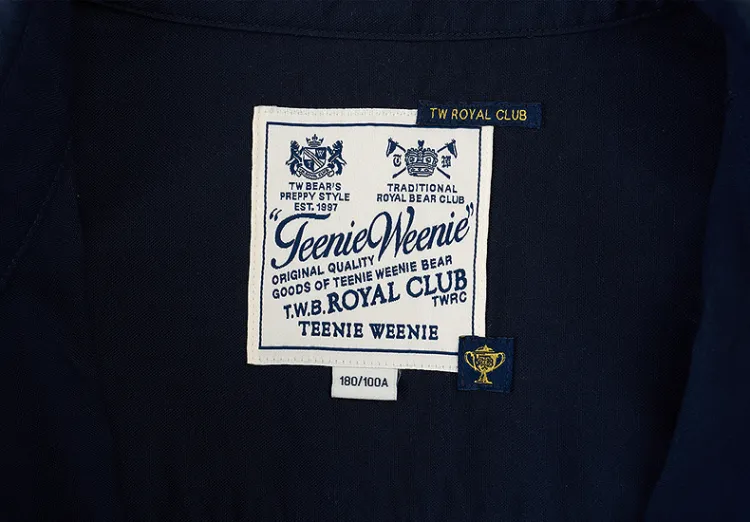 TW ROYAL CLUB
TW BEAR'S
PREPPY STYLE
EST. 1997
T W
TRADITIONAL
ROYAL BEAR CLUB
"Teenie Weenie"
ORIGINAL QUALITY
GOODS OF TEENIE WEENIE BEAR
T.W.B. ROYAL CLUB
TWRC
TEENIE WEENIE
180/100A